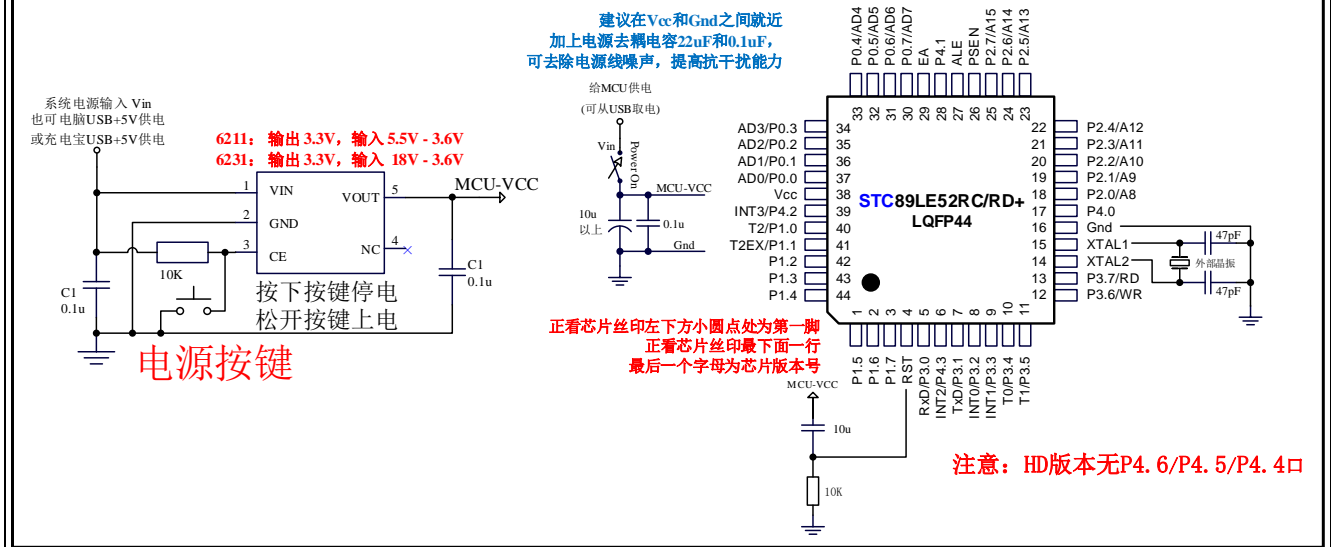 系统电源输入 Vin
也可电脑USB+5V供电
或充电宝USB+5V供电
6211： 输出 3.3V，输入 5.5V - 3.6V
6231： 输出 3.3V，输入 18V - 3.6V
1
VIN
VOUT
5
MCU-VCC
2
GND
3
CE
NC
4
10K
C1
0.1u
C1
0.1u
按下按键停电
松开按键上电
电源按键
建议在Vcc和Gnd之间就近
加上电源去耦电容22uF和0.1uF，
可去除电源线噪声，提高抗干扰能力
给MCU供电
(可从USB取电)
Vin
Power On
MCU-VCC
10u
以上
0.1u
Gnd
P0.4/AD4
P0.5/AD5
P0.6/AD6
P0.7/AD7
EA
P4.1
ALE
PSEN
P2.7/A15
P2.6/A14
P2.5/A13
33
32
31
30
29
28
27
26
25
24
23
AD3/P0.3 34
AD2/P0.2 35
AD1/P0.1 36
AD0/P0.0 37
Vcc 38
INT3/P4.2 39
T2/P1.0 40
T2EX/P1.1 41
P1.2 42
P1.3 43
P1.4 44
STC89LE52RC/RD+
LQFP44
22 P2.4/A12
21 P2.3/A11
20 P2.2/A10
19 P2.1/A9
18 P2.0/A8
17 P4.0
16 Gnd
15 XTAL1
14 XTAL2
13 P3.7/RD
12 P3.6/WR
47pF
外部晶振
47pF
1
2
3
4
5
6
7
8
9
10
11
P1.5
P1.6
P1.7
RST
RxD/P3.0
INT2/P4.3
TxD/P3.1
INT0/P3.2
INT1/P3.3
T0/P3.4
T1/P3.5
正看芯片丝印左下方小圆点处为第一脚
正看芯片丝印最下面一行
最后一个字母为芯片版本号
MCU-VCC
10u
10K
注意：HD版本无P4.6/P4.5/P4.4口